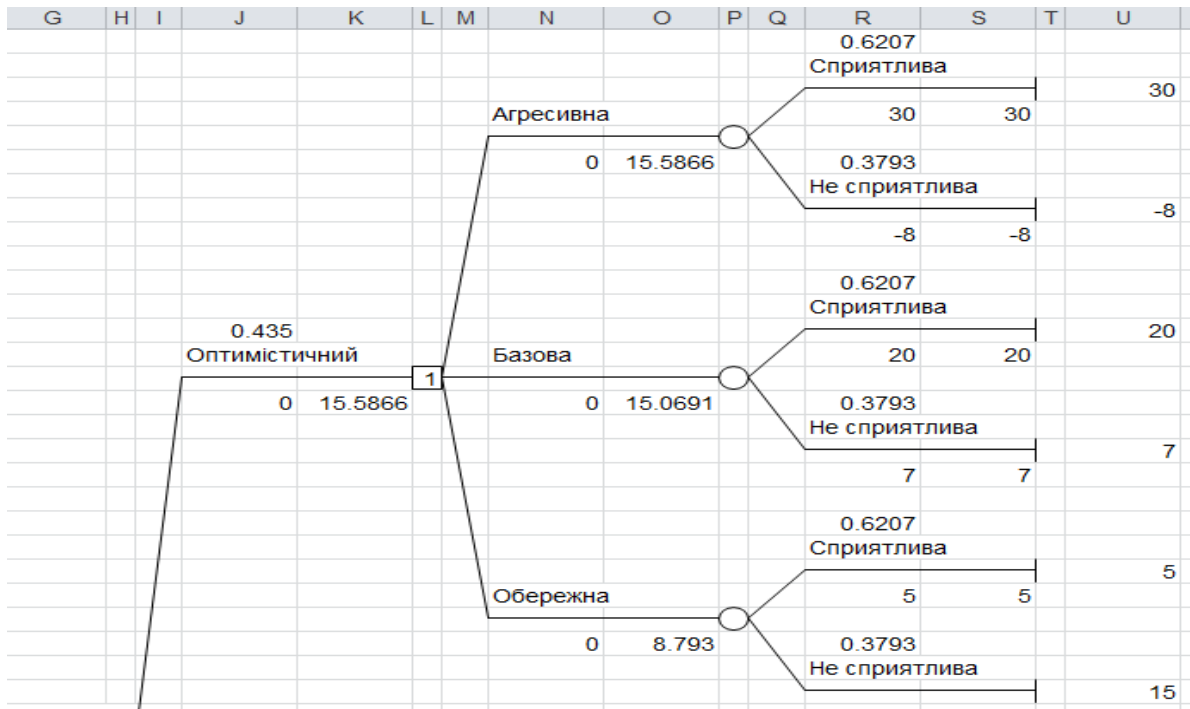 G H I J K L M N O P Q R S T U
0.6207
Сприятлива
30
Агресивна 30 30
0 15.5866 0.3793
Не сприятлива
-8
-8 -8
0.6207
Сприятлива
0.435 20
Оптимістичний Базова 20 20
1
0 15.5866 0 15.0691 0.3793
Не сприятлива
7
7 7
0.6207
Сприятлива
5
Обережна 5 5
0 8.793 0.3793
Не сприятлива
15